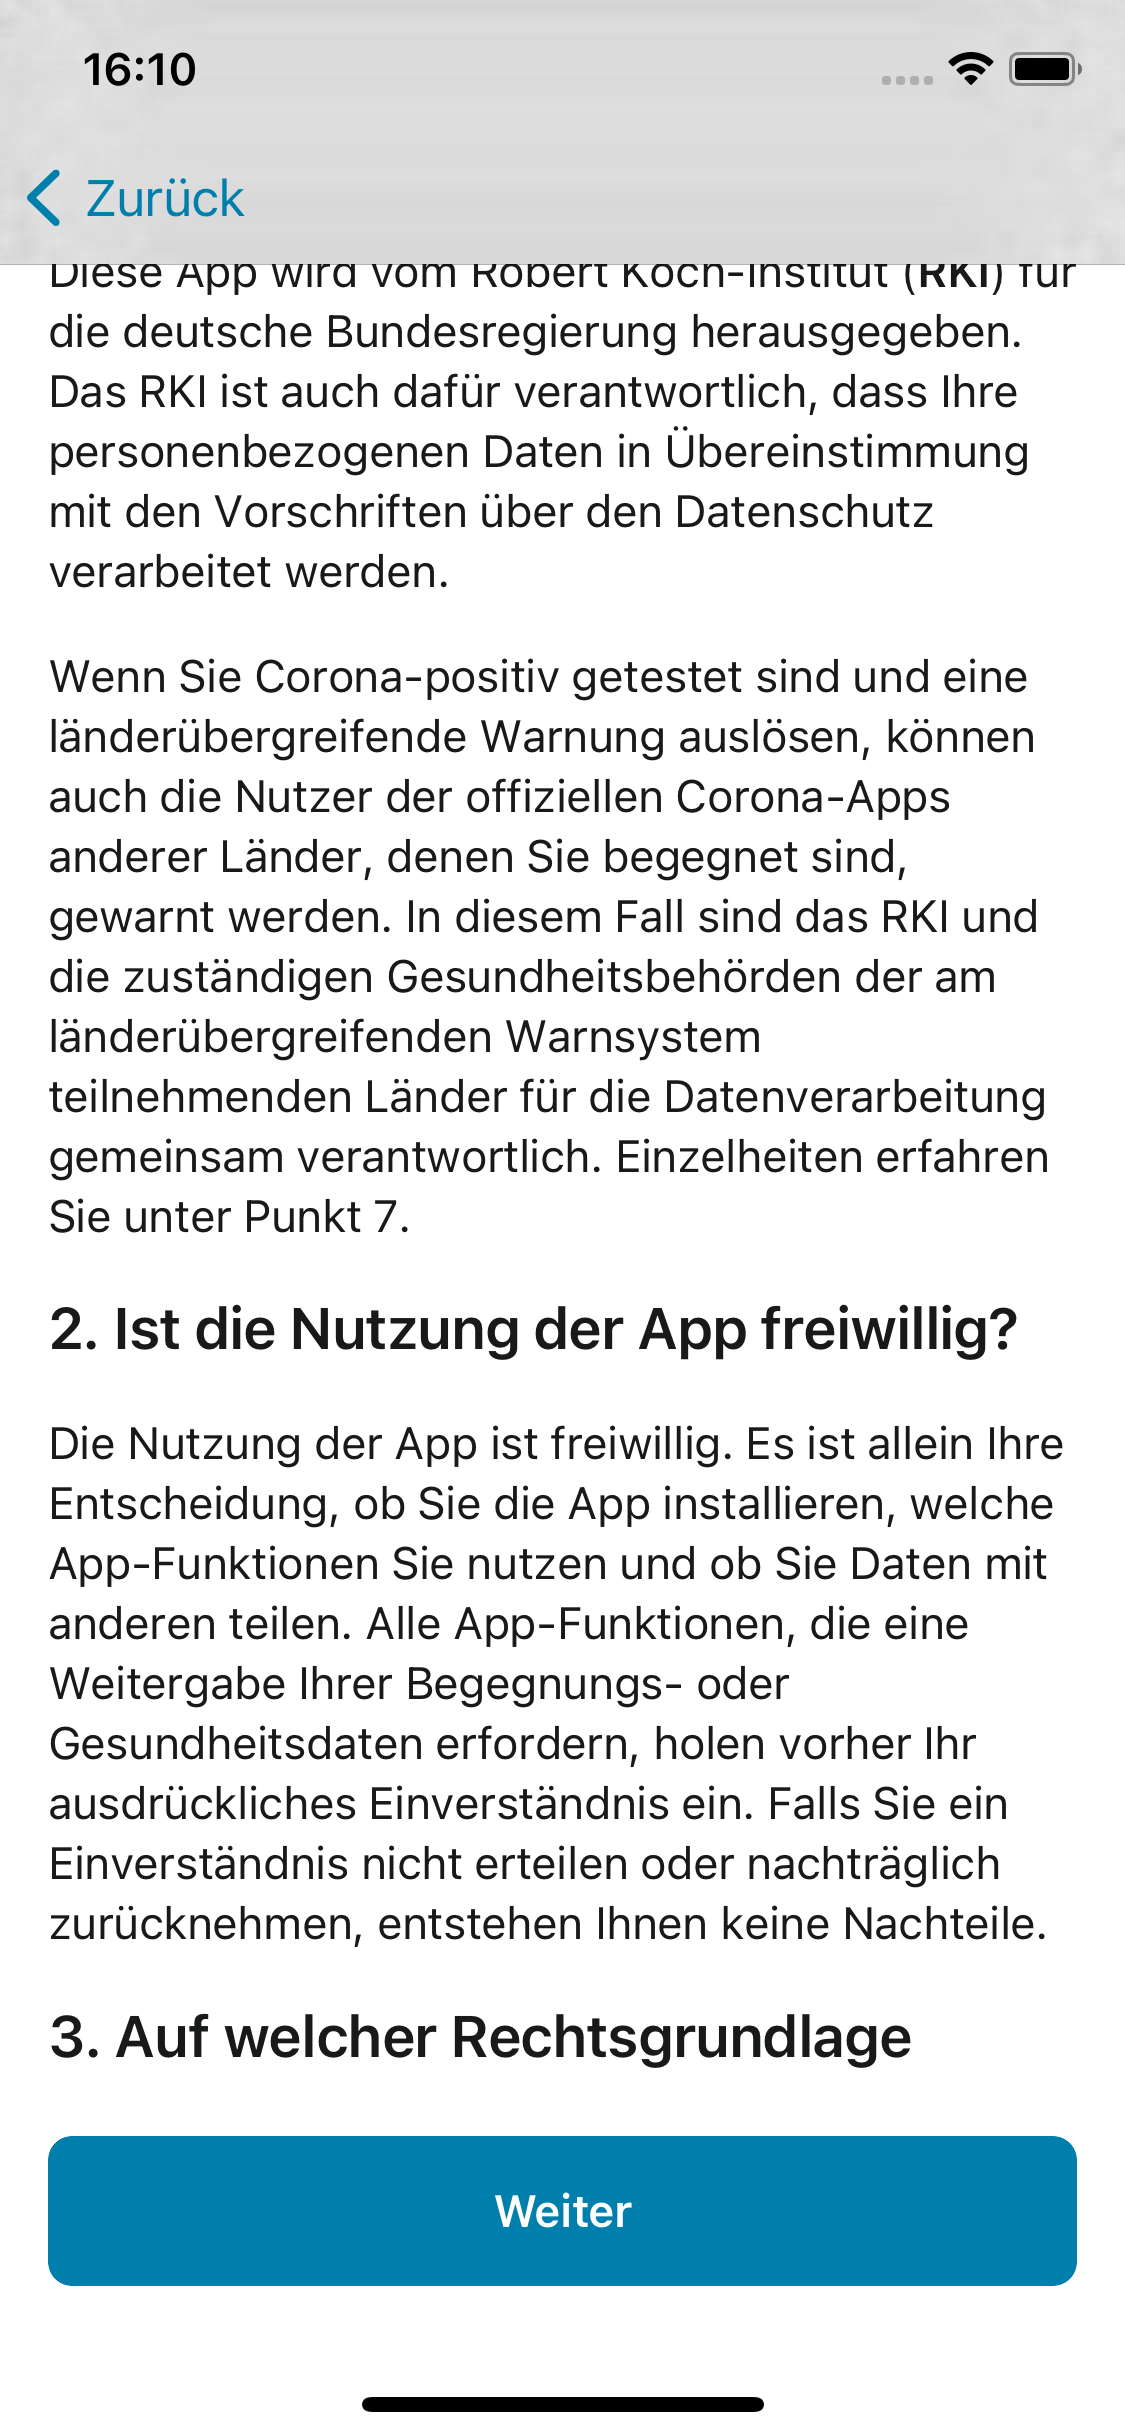 16:10
Zurück
Diese App wird vom Robert Koch-Institut (RKI) für
die deutsche Bundesregierung herausgegeben.
Das RKI ist auch dafür verantwortlich, dass Ihre
personenbezogenen Daten in Übereinstimmung
mit den Vorschriften über den Datenschutz
verarbeitet werden.
Wenn Sie Corona-positiv getestet sind und eine
länderübergreifende Warnung auslösen, können
auch die Nutzer der offiziellen Corona-Apps
anderer Länder, denen Sie begegnet sind,
gewarnt werden. In diesem Fall sind das RKI und
die zuständigen Gesundheitsbehörden der am
länderübergreifenden Warnsystem
teilnehmenden Länder für die Datenverarbeitung
gemeinsam verantwortlich. Einzelheiten erfahren
Sie unter Punkt 7.
2. Ist die Nutzung der App freiwillig?
Die Nutzung der App ist freiwillig. Es ist allein Ihre
Entscheidung, ob Sie die App installieren, welche
App-Funktionen Sie nutzen und ob Sie Daten mit
anderen teilen. Alle App-Funktionen, die eine
Weitergabe Ihrer Begegnungs- oder
Gesundheitsdaten erfordern, holen vorher Ihr
ausdrückliches Einverständnis ein. Falls Sie ein
Einverständnis nicht erteilen oder nachträglich
zurücknehmen, entstehen Ihnen keine Nachteile.
3. Auf welcher Rechtsgrundlage
Weiter